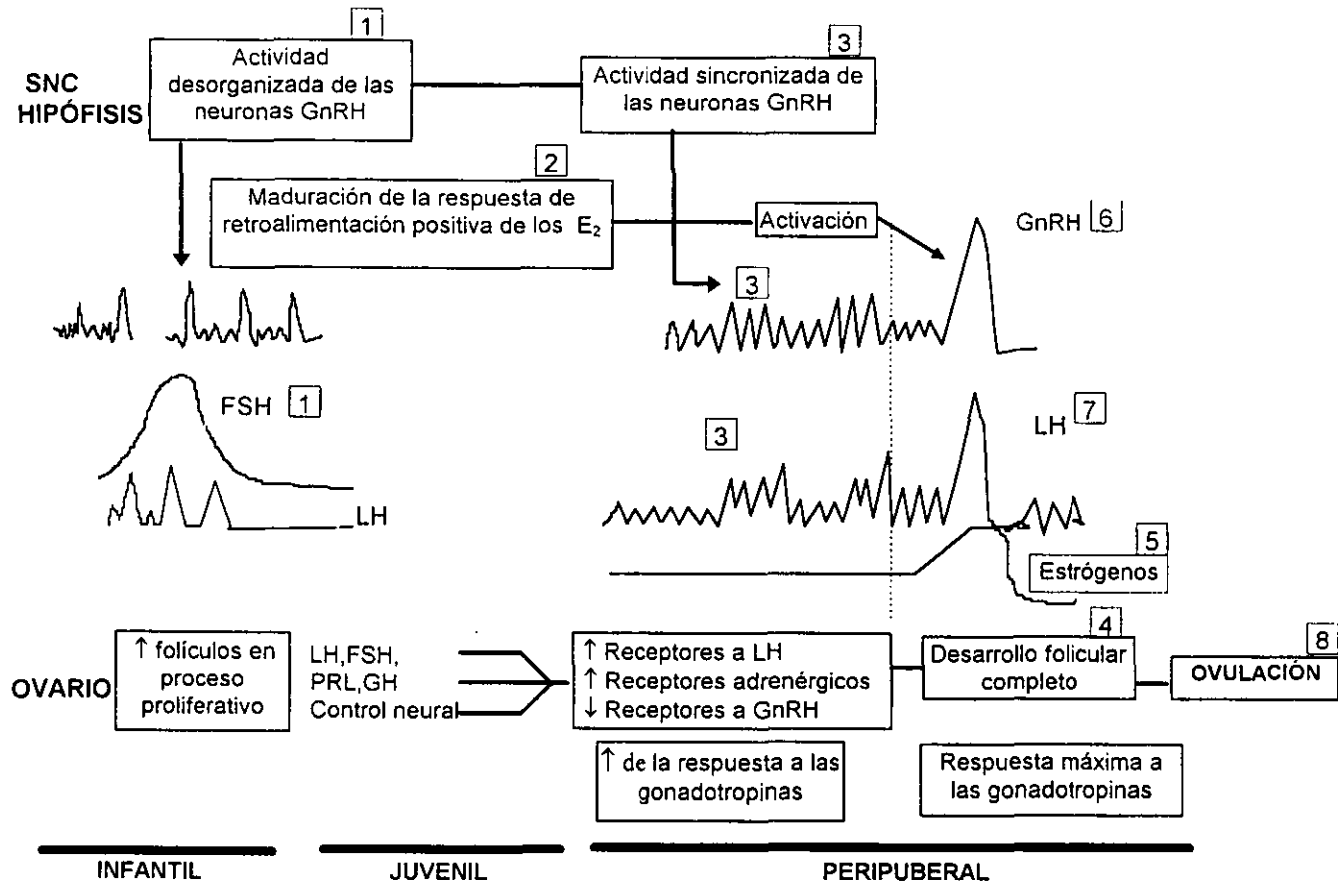 1
Actividad
desorganizada de las
neuronas GnRH
3
Actividad sincronizada de
las neuronas GnRH
SNC
HIPÓFISIS
2
Maduración de la respuesta de
retroalimentación positiva de los E₂
Activación
GnRH 6
3
FSH 1
LH
3
LH 7
5
Estrógenos
OVARIO
↑ folículos en
proceso
proliferativo
LH,FSH,
PRL,GH
Control neural
↑ Receptores a LH
↑ Receptores adrenérgicos
↓ Receptores a GnRH
4
Desarrollo folicular
completo
8
OVULACIÓN
↑ de la respuesta a las
gonadotropinas
Respuesta máxima a
las gonadotropinas
INFANTIL
JUVENIL
PERIPUBERAL